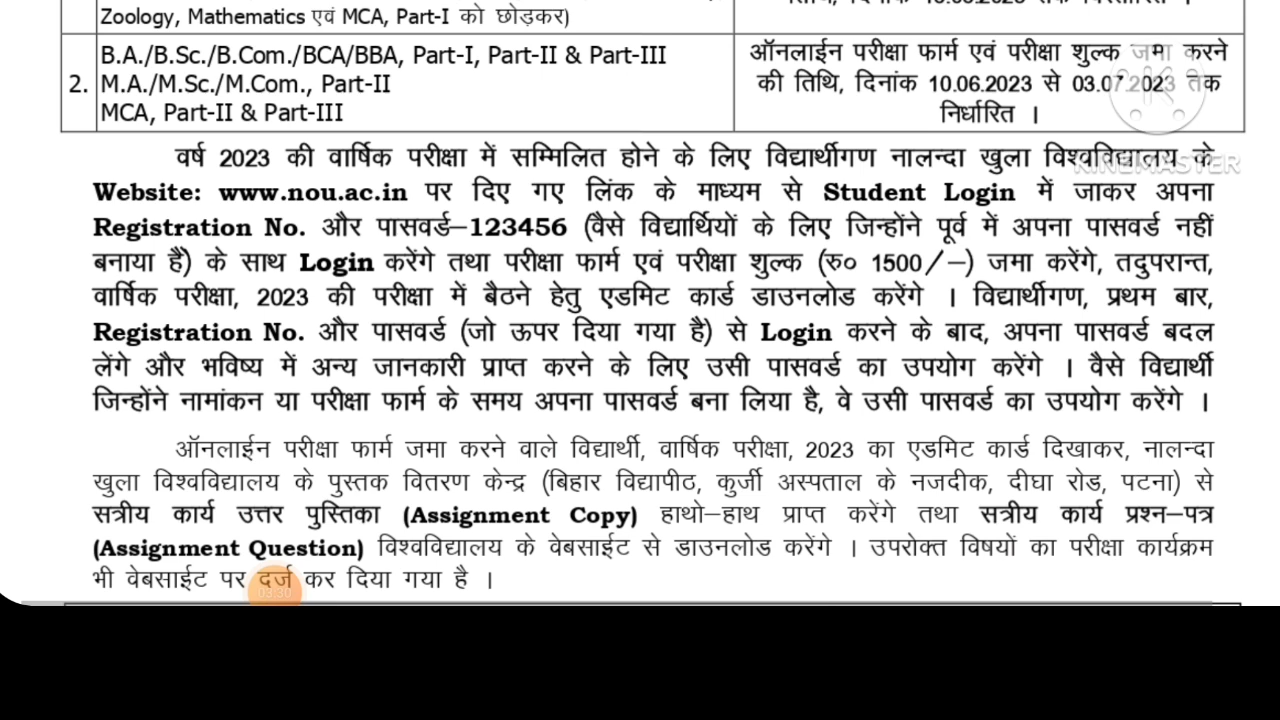 Zoology, Mathematics एवं MCA, Part-I को छोड़कर)
2.
B.A./B.Sc./B.Com./BCA/BBA, Part-I, Part-II & Part-III
M.A./M.Sc./M.Com., Part-II
MCA, Part-II & Part-III
ऑनलाईन परीक्षा फार्म एवं परीक्षा शुल्क जमा करने
की तिथि, दिनांक 10.06.2023 से 03.07.2023 तक
निर्धारित ।
वर्ष 2023 की वार्षिक परीक्षा में सम्मिलित होने के लिए विद्यार्थीगण नालन्दा खुला विश्वविद्यालय के
KINEMASTER
Website: www.nou.ac.in पर दिए गए लिंक के माध्यम से Student Login में जाकर अपना
Registration No. और पासवर्ड–123456 (वैसे विद्यार्थियों के लिए जिन्होंने पूर्व में अपना पासवर्ड नहीं
बनाया है) के साथ Login करेंगे तथा परीक्षा फार्म एवं परीक्षा शुल्क (रु० 1500/–) जमा करेंगे, तदुपरान्त,
वार्षिक परीक्षा, 2023 की परीक्षा में बैठने हेतु एडमिट कार्ड डाउनलोड करेंगे । विद्यार्थीगण, प्रथम बार,
Registration No. और पासवर्ड (जो ऊपर दिया गया है) से Login करने के बाद, अपना पासवर्ड बदल
लेंगे और भविष्य में अन्य जानकारी प्राप्त करने के लिए उसी पासवर्ड का उपयोग करेंगे । वैसे विद्यार्थी
जिन्होंने नामांकन या परीक्षा फार्म के समय अपना पासवर्ड बना लिया है, वे उसी पासवर्ड का उपयोग करेंगे ।
ऑनलाईन परीक्षा फार्म जमा करने वाले विद्यार्थी, वार्षिक परीक्षा, 2023 का एडमिट कार्ड दिखाकर, नालन्दा
खुला विश्वविद्यालय के पुस्तक वितरण केन्द्र (बिहार विद्यापीठ, कुर्जी अस्पताल के नजदीक, दीघा रोड, पटना) से
सत्रीय कार्य उत्तर पुस्तिका (Assignment Copy) हाथो–हाथ प्राप्त करेंगे तथा सत्रीय कार्य प्रश्न–पत्र
(Assignment Question) विश्वविद्यालय के वेबसाईट से डाउनलोड करेंगे । उपरोक्त विषयों का परीक्षा कार्यक्रम
भी वेबसाईट पर दर्ज कर दिया गया है ।
03:30